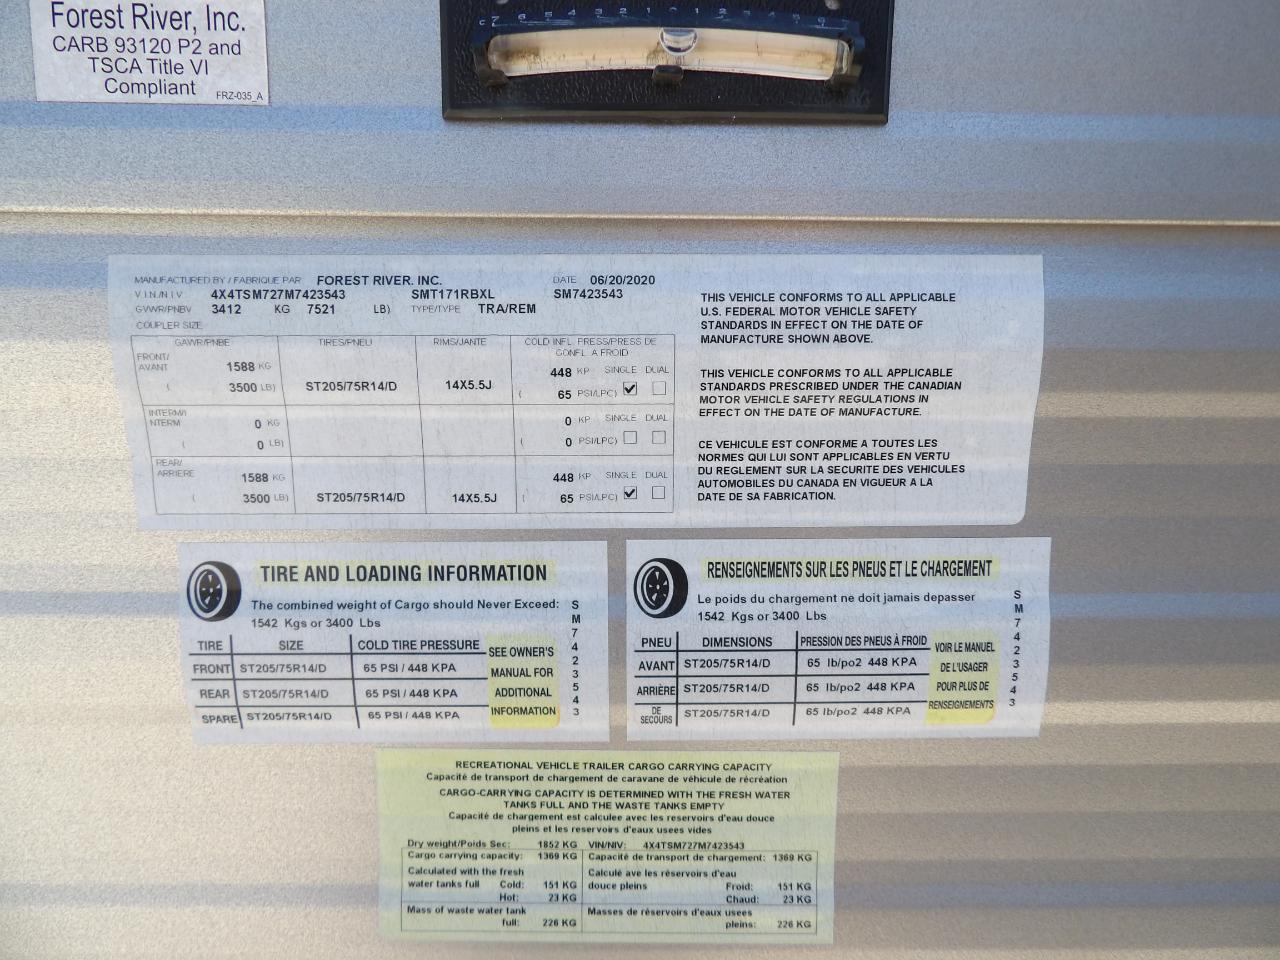 Forest River, Inc.
CARB 93120 P2 and
TSCA Title VI
Compliant
FRZ-035_A
7 6 5 4 3 2 1 0 1 2 3 4 5 6
MANUFACTURED BY / FABRIQUE PAR FOREST RIVER. INC. DATE 06/20/2020
V.I.N/N I V 4X4TSM727M7423543 SMT171RBXL SM7423543
GVWR/PNBV 3412 KG 7521 LB) TYPE/TYPE TRA/REM
COUPLER SIZE
GAWR/PNBE TIRES/PNEU RIMS/JANTE COLD INFL. PRESS/PRESS DE
GONFL. A FROID
FRONT/
AVANT 1588 KG 448 KP SINGLE DUAL
( 3500 LB) ST205/75R14/D 14X5.5J ( 65 PSI/LPC)
INTERM/
INTERM 0 KG 0 KP SINGLE DUAL
( 0 LB) ( 0 PSI/LPC)
REAR/
ARRIERE 1588 KG 448 KP SINGLE DUAL
( 3500 LB) ST205/75R14/D 14X5.5J ( 65 PSI/LPC)
THIS VEHICLE CONFORMS TO ALL APPLICABLE
U.S. FEDERAL MOTOR VEHICLE SAFETY
STANDARDS IN EFFECT ON THE DATE OF
MANUFACTURE SHOWN ABOVE.
THIS VEHICLE CONFORMS TO ALL APPLICABLE
STANDARDS PRESCRIBED UNDER THE CANADIAN
MOTOR VEHICLE SAFETY REGULATIONS IN
EFFECT ON THE DATE OF MANUFACTURE.
CE VEHICULE EST CONFORME A TOUTES LES
NORMES QUI LUI SONT APPLICABLES EN VERTU
DU REGLEMENT SUR LA SECURITE DES VEHICULES
AUTOMOBILES DU CANADA EN VIGUEUR A LA
DATE DE SA FABRICATION.
TIRE AND LOADING INFORMATION
The combined weight of Cargo should Never Exceed:
1542 Kgs or 3400 Lbs
TIRE SIZE COLD TIRE PRESSURE
FRONT ST205/75R14/D 65 PSI / 448 KPA
REAR ST205/75R14/D 65 PSI / 448 KPA
SPARE ST205/75R14/D 65 PSI / 448 KPA
SEE OWNER'S
MANUAL FOR
ADDITIONAL
INFORMATION
SM7423543
RENSEIGNEMENTS SUR LES PNEUS ET LE CHARGEMENT
Le poids du chargement ne doit jamais depasser
1542 Kgs or 3400 Lbs
PNEU DIMENSIONS PRESSION DES PNEUS À FROID
AVANT ST205/75R14/D 65 lb/po2 448 KPA
ARRIÈRE ST205/75R14/D 65 lb/po2 448 KPA
DE
SECOURS ST205/75R14/D 65 lb/po2 448 KPA
VOIR LE MANUEL
DE L'USAGER
POUR PLUS DE
RENSEIGNEMENTS
SM7423543
RECREATIONAL VEHICLE TRAILER CARGO CARRYING CAPACITY
Capacité de transport de chargement de caravane de véhicule de récréation
CARGO-CARRYING CAPACITY IS DETERMINED WITH THE FRESH WATER
TANKS FULL AND THE WASTE TANKS EMPTY
Capacité de chargement est calculee avec les reservoirs d'eau douce
pleins et les reservoirs d'eaux usees vides
Dry weight/Poids Sec: 1852 KG VIN/NIV: 4X4TSM727M7423543
Cargo carrying capacity: 1369 KG Capacité de transport de chargement: 1369 KG
Calculated with the fresh Calculé ave les réservoirs d'eau
water tanks full Cold: 151 KG douce pleins Froid: 151 KG
Hot: 23 KG Chaud: 23 KG
Mass of waste water tank Masses de réservoirs d'eaux usees
full: 226 KG pleins: 226 KG